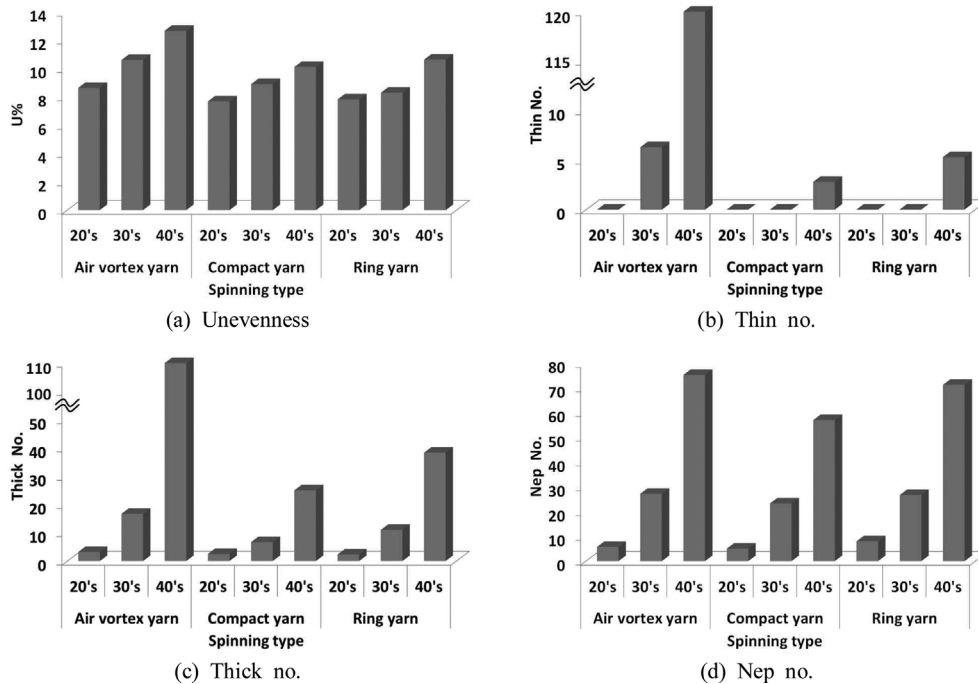 14
12
10
8
6
4
2
0
U%
20's 30's 40's 20's 30's 40's 20's 30's 40's
Air vortex yarn Compact yarn Ring yarn
Spinning type
(a) Unevenness
120
115
10
5
0
Thin No.
20's 30's 40's 20's 30's 40's 20's 30's 40's
Air vortex yarn Compact yarn Ring yarn
Spinning type
(b) Thin no.
110
100
50
40
30
20
10
0
Thick No.
20's 30's 40's 20's 30's 40's 20's 30's 40's
Air vortex yarn Compact yarn Ring yarn
Spinning type
(c) Thick no.
80
70
60
50
40
30
20
10
0
Nep No.
20's 30's 40's 20's 30's 40's 20's 30's 40's
Air vortex yarn Compact yarn Ring yarn
Spinning type
(d) Nep no.